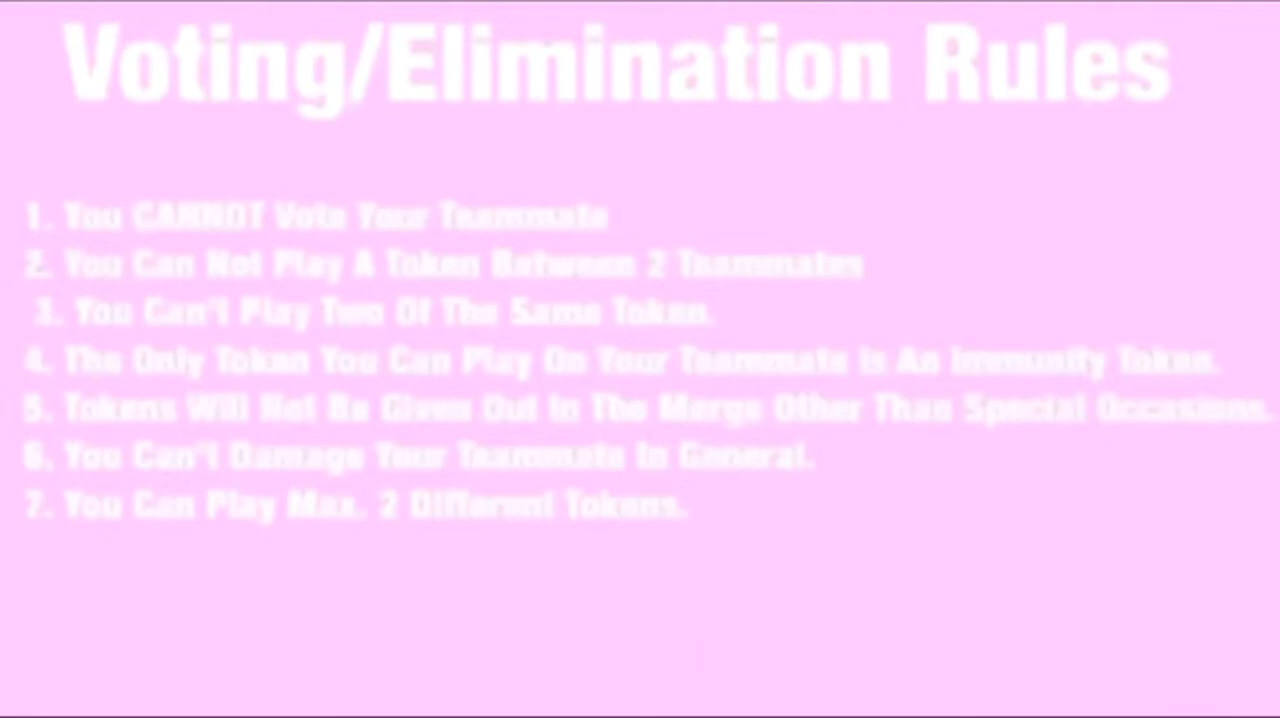 Voting/Elimination Rules
1. You CANNOT Vote Your Teammate
2. You Can Not Play A Token Between 2 Teammates
3. You Can't Play Two Of The Same Token.
4. The Only Token You Can Play On Your Teammate Is An Immunity Token.
5. Tokens Will Not Be Given Out In The Merge Other Than Special Occasions.
6. You Can't Damage Your Teammate In General.
7. You Can Play Max. 2 Different Tokens.